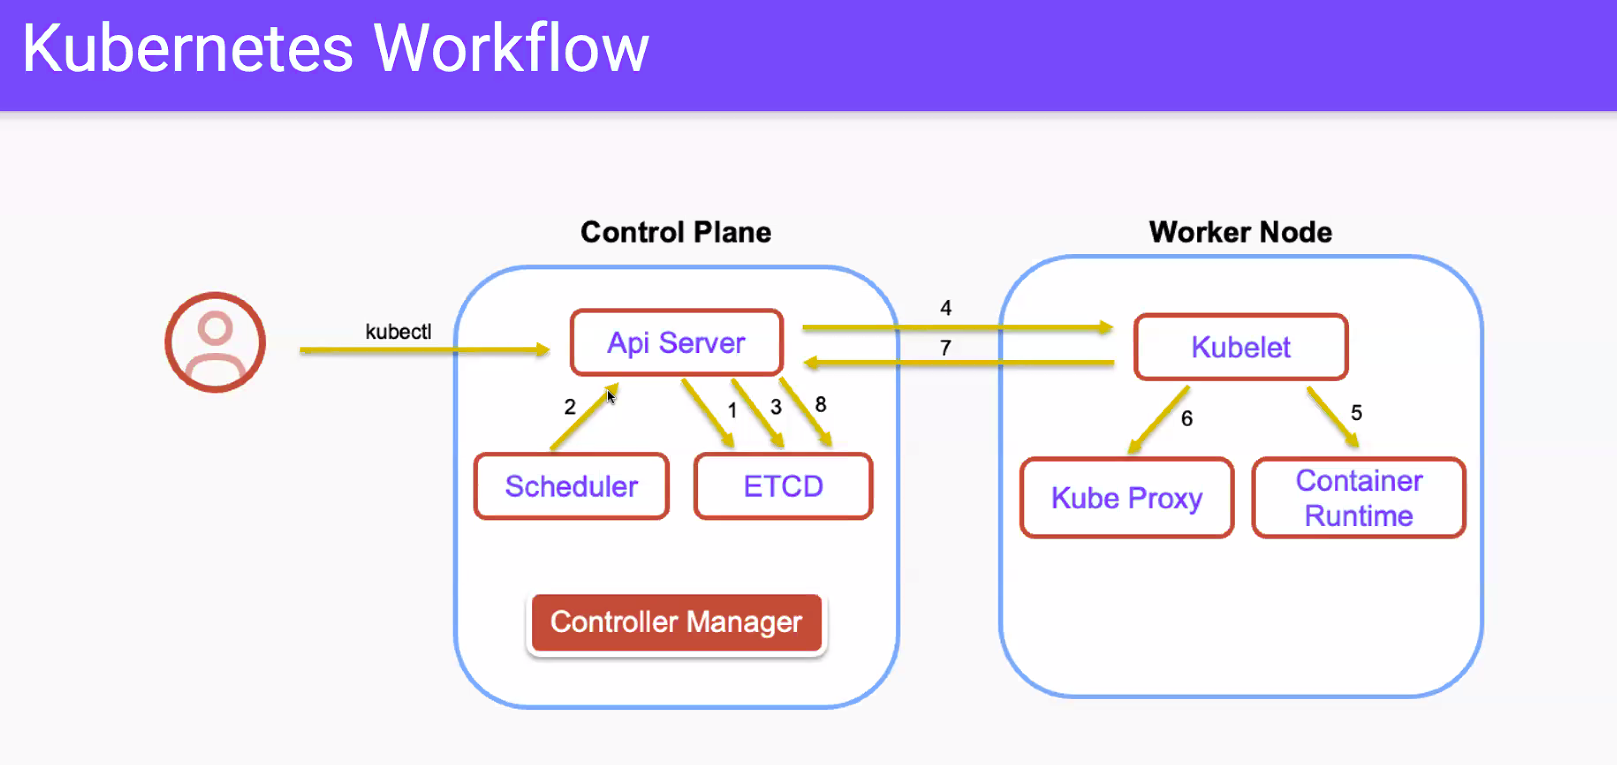 Kubernetes Workflow
Control Plane
Worker Node
kubectl
Api Server
4
7
Kubelet
2
1
3
8
6
5
Scheduler
ETCD
Kube Proxy
Container
Runtime
Controller Manager